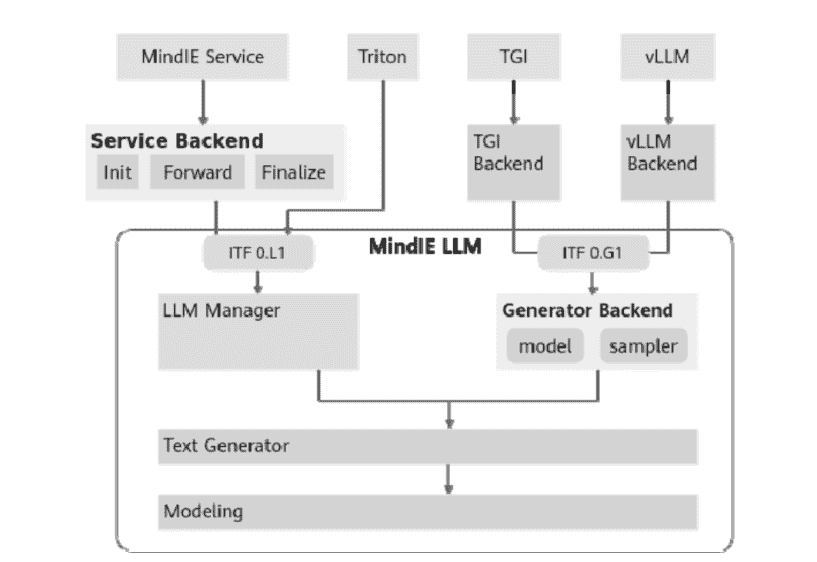 MindIE Service
Triton
TGI
vLLM
Service Backend
Init
Forward
Finalize
TGI
Backend
vLLM
Backend
MindIE LLM
ITF 0.L1
ITF 0.G1
LLM Manager
Generator Backend
model
sampler
Text Generator
Modeling